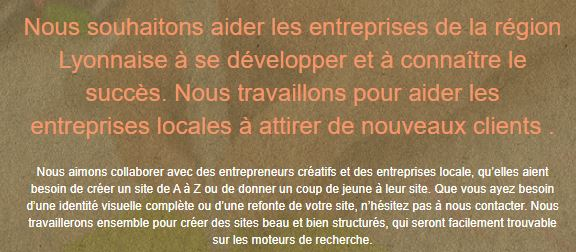 Nous souhaitons aider les entreprises de la région
Lyonnaise à se développer et à connaître le
succès. Nous travaillons pour aider les
entreprises locales à attirer de nouveaux clients .
Nous aimons collaborer avec des entrepreneurs créatifs et des entreprises locale, qu'elles aient
besoin de créer un site de A à Z ou de donner un coup de jeune à leur site. Que vous ayez besoin
d'une identité visuelle complète ou d'une refonte de votre site, n'hésitez pas à nous contacter. Nous
travaillerons ensemble pour créer des sites beau et bien structurés, qui seront facilement trouvable
sur les moteurs de recherche.